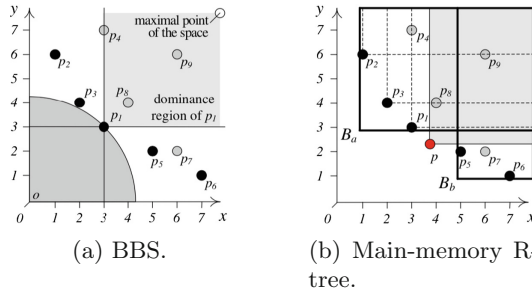 y
maximal point
of the space
7
p4
6
p2
p9
5
4
p3
p8
dominance
region of p1
3
p1
2
p5
p7
1
p6
o
0
0 1 2 3 4 5 6 7 x
(a) BBS.
y
7
p4
6
p2
p9
5
4
p3
p8
3
p1
Ba
2
p
p5
p7
1
Bb
p6
0
0 1 2 3 4 5 6 7 x
(b) Main-memory R-
tree.